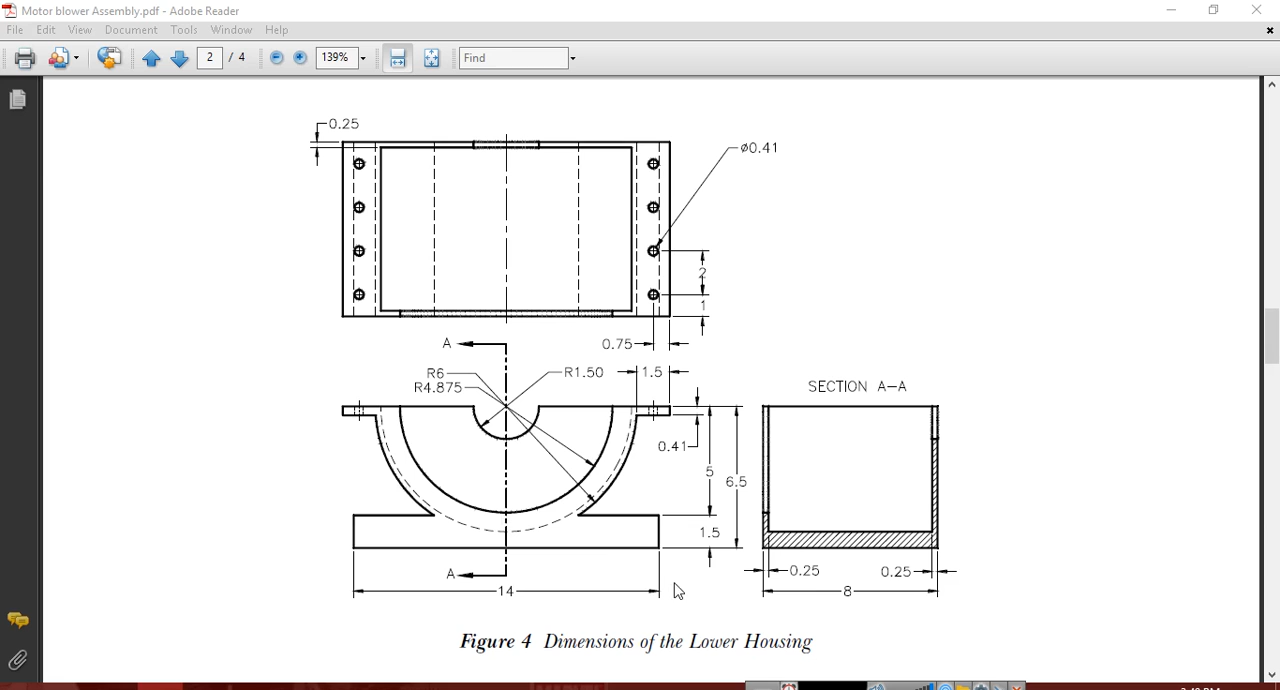 Motor blower Assembly.pdf - Adobe Reader
File Edit View Document Tools Window Help
2 / 4 139% Find
0.25
ø0.41
2
1
A 0.75
R6 R1.50 1.5
R4.875
SECTION A-A
0.41
5
6.5
1.5
A
0.25 0.25
14
8
Figure 4 Dimensions of the Lower Housing